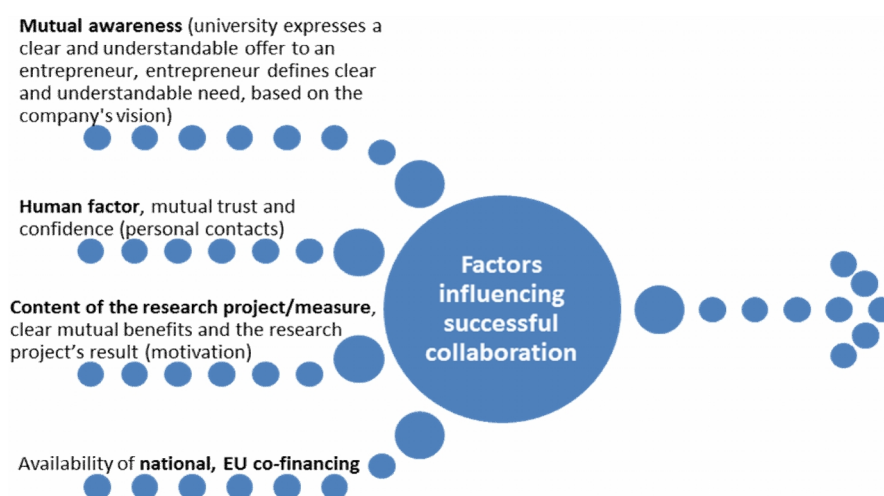 Mutual awareness (university expresses a
clear and understandable offer to an
entrepreneur, entrepreneur defines clear
and understandable need, based on the
company's vision)
Human factor, mutual trust and
confidence (personal contacts)
Content of the research project/measure,
clear mutual benefits and the research
project’s result (motivation)
Availability of national, EU co-financing
Factors
influencing
successful
collaboration